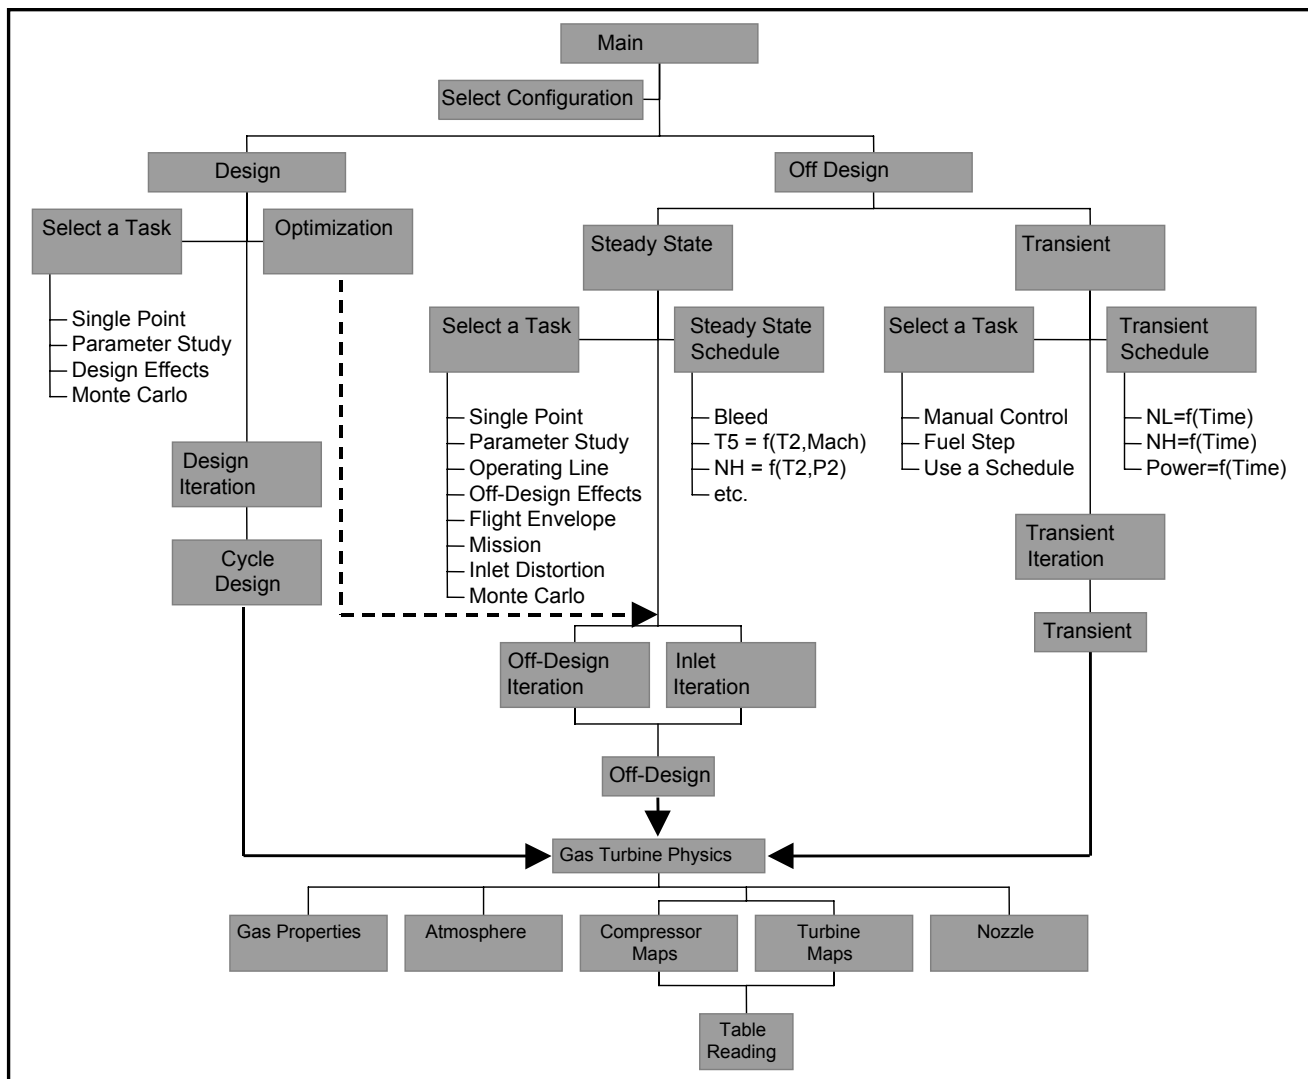 Main
Select Configuration
Design
Off Design
Select a Task
Optimization
Single Point
Parameter Study
Design Effects
Monte Carlo
Design
Iteration
Cycle
Design
Steady State
Transient
Select a Task
Steady State
Schedule
Single Point
Parameter Study
Operating Line
Off-Design Effects
Flight Envelope
Mission
Inlet Distortion
Monte Carlo
Bleed
T5 = f(T2,Mach)
NH = f(T2,P2)
etc.
Select a Task
Transient
Schedule
Manual Control
Fuel Step
Use a Schedule
NL=f(Time)
NH=f(Time)
Power=f(Time)
Transient
Iteration
Transient
Off-Design
Iteration
Inlet
Iteration
Off-Design
Gas Turbine Physics
Gas Properties
Atmosphere
Compressor
Maps
Turbine
Maps
Nozzle
Table
Reading